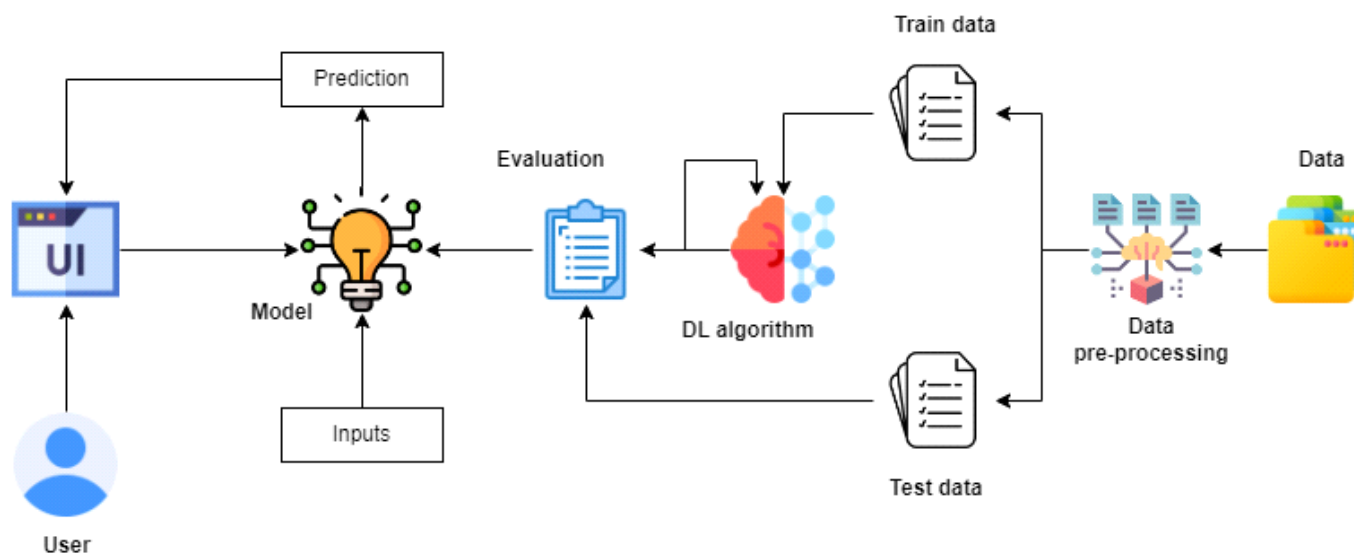 Train data
Prediction
Evaluation
Data
UI
Model
DL algorithm
Data
pre-processing
Inputs
Test data
User